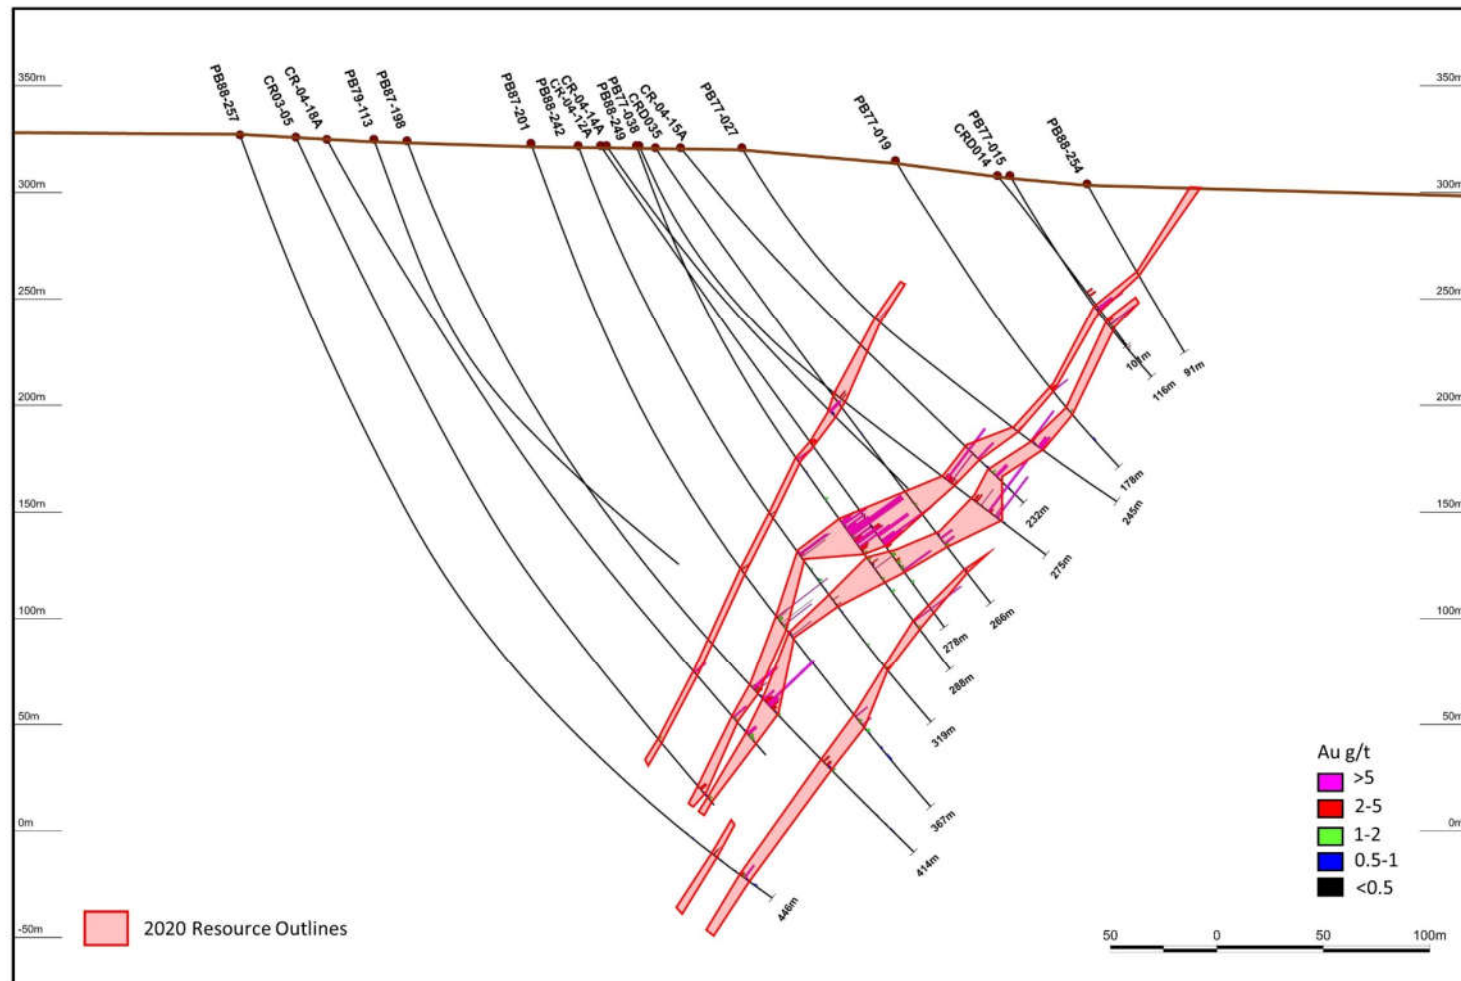 PB88-257
CR03-05
CR-04-18A
PB79-113
PB87-198
PB87-201
PB88-242
CR-04-12A
CR-04-14A
PB88-249
PB77-038
CRD035
CR-04-15A
PB77-027
PB77-019
CRD014
PB77-015
PB88-254
350m
350m
300m
300m
250m
250m
200m
200m
150m
150m
100m
100m
50m
50m
0m
0m
-50m
91m
116m
178m
245m
232m
275m
266m
278m
288m
319m
367m
414m
446m
Au g/t
>5
2-5
1-2
0.5-1
<0.5
2020 Resource Outlines
50 0 50 100m